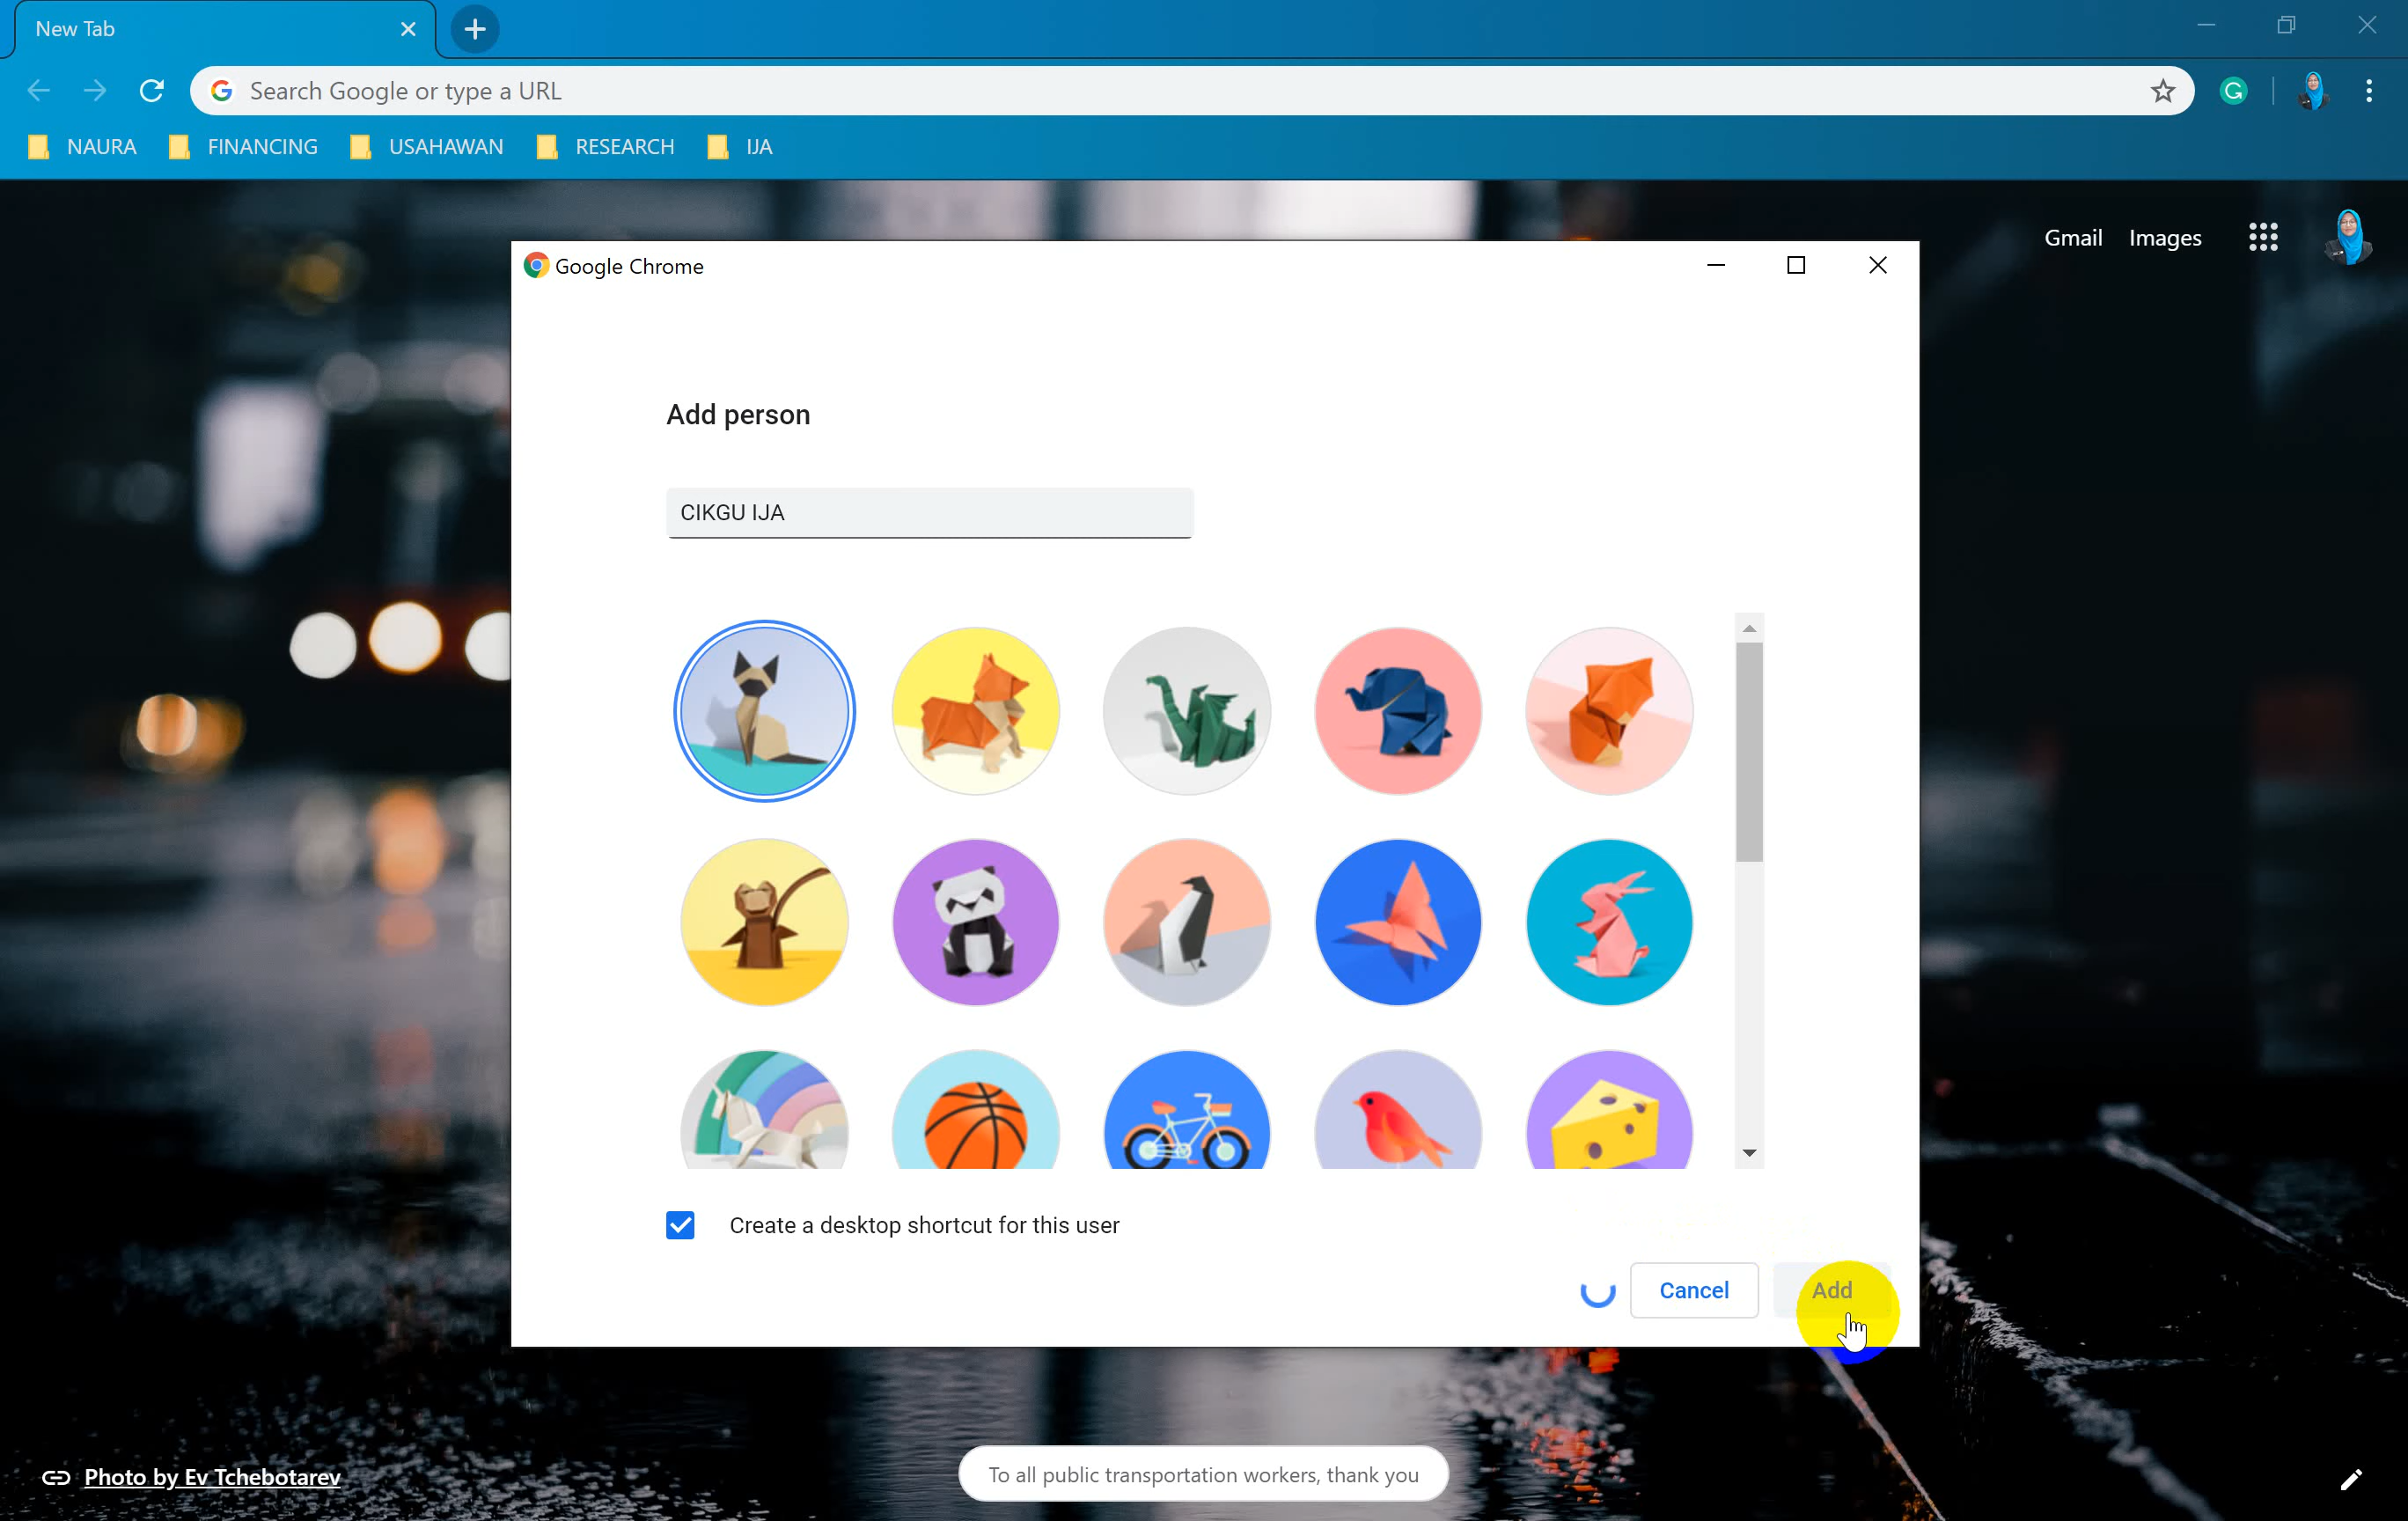 New Tab
Search Google or type a URL
NAURA FINANCING USAHAWAN RESEARCH IJA
Gmail Images
Google Chrome
Add person
CIKGU IJA
Create a desktop shortcut for this user
Cancel Add
Photo by Ev Tchebotarev
To all public transportation workers, thank you